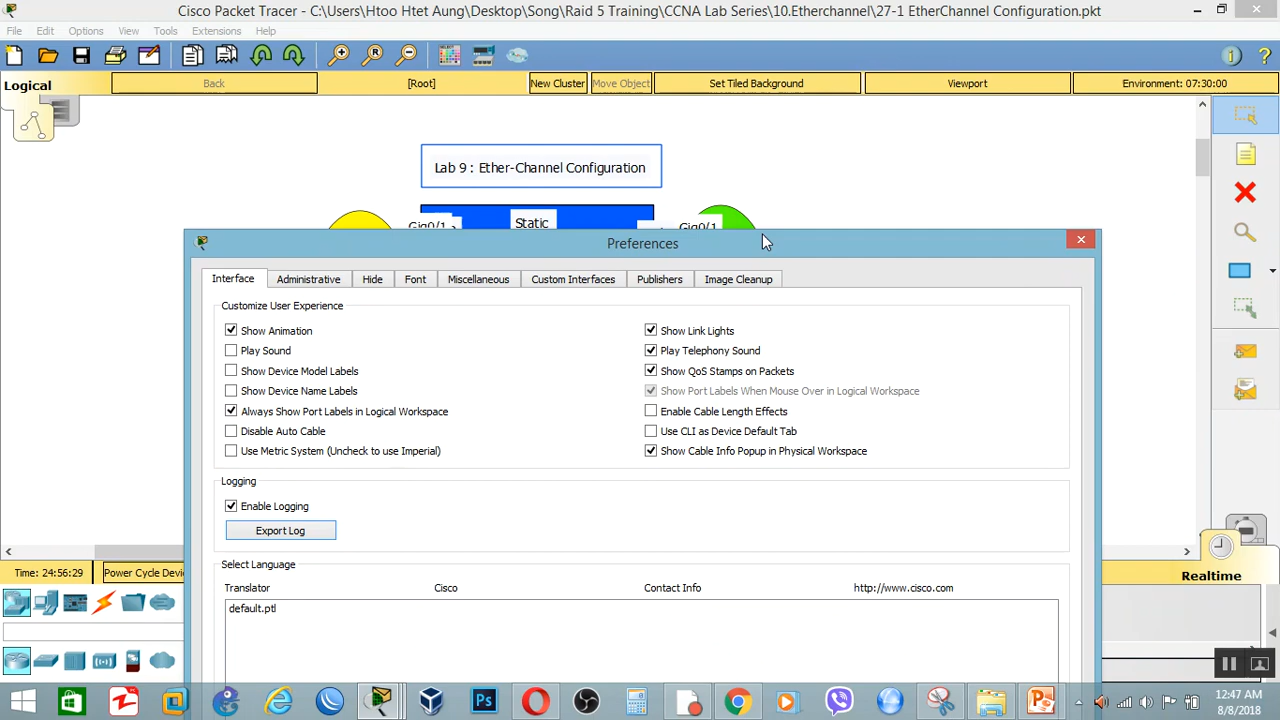 Cisco Packet Tracer - C:\Users\Htoo Htet Aung\Desktop\Song\Raid 5 Training\CCNA Lab Series\10.Etherchannel\27-1 EtherChannel Configuration.pkt
File Edit Options View Tools Extensions Help
Logical Back [Root] New Cluster Move Object Set Tiled Background Viewport Environment: 07:30:00
Lab 9 : Ether-Channel Configuration
Static
Gig0/1 Gig0/1
Preferences
Interface Administrative Hide Font Miscellaneous Custom Interfaces Publishers Image Cleanup
Customize User Experience
Show Animation Show Link Lights
Play Sound Play Telephony Sound
Show Device Model Labels Show QoS Stamps on Packets
Show Device Name Labels Show Port Labels When Mouse Over in Logical Workspace
Always Show Port Labels in Logical Workspace Enable Cable Length Effects
Disable Auto Cable Use CLI as Device Default Tab
Use Metric System (Uncheck to use Imperial) Show Cable Info Popup in Physical Workspace
Logging
Enable Logging
Export Log
Select Language
Translator Cisco Contact Info http://www.cisco.com
default.ptl
Time: 24:56:29 Power Cycle Devi
Realtime
12:47 AM
8/8/2018